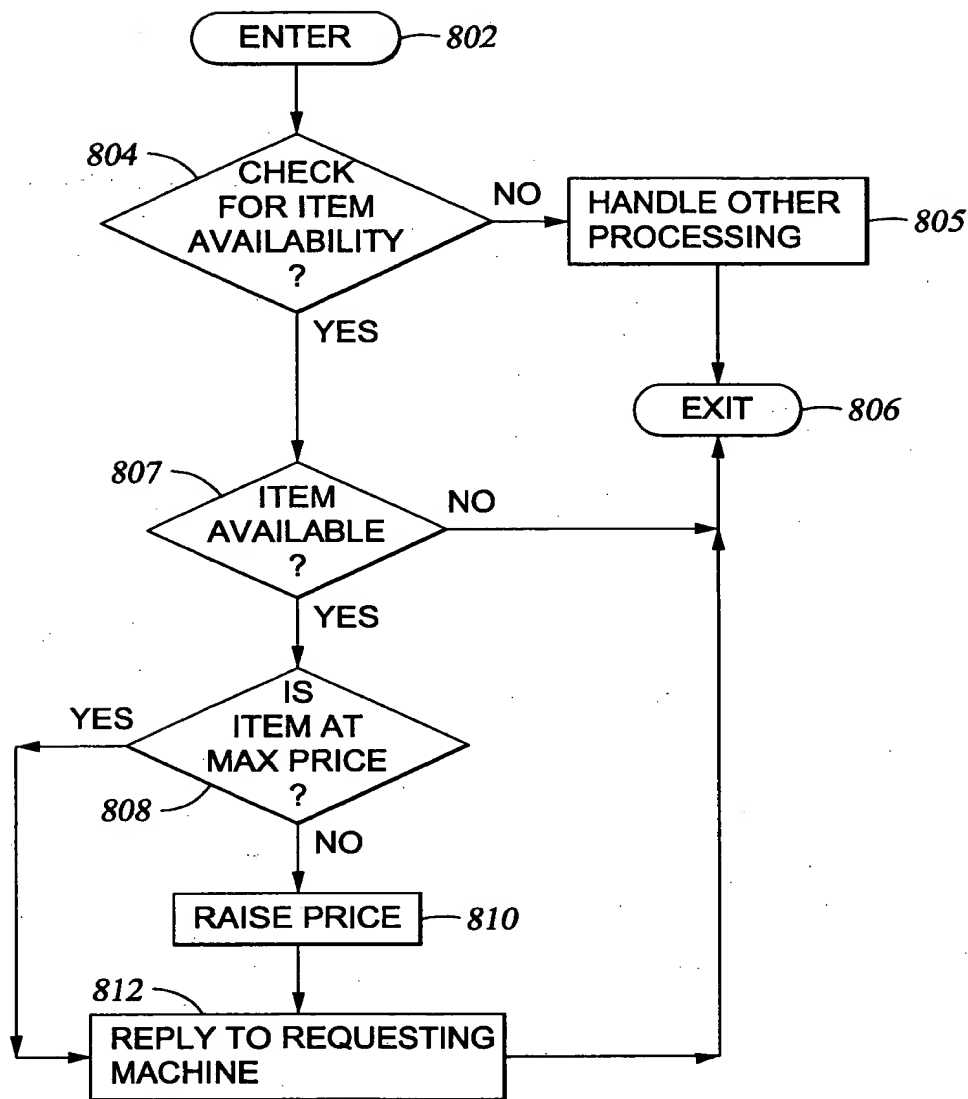 ENTER
802
804
CHECK
FOR ITEM
AVAILABILITY
?
NO
HANDLE OTHER
PROCESSING
805
YES
EXIT
806
807
ITEM
AVAILABLE
?
NO
YES
IS
ITEM AT
MAX PRICE
?
YES
808
NO
RAISE PRICE
810
812
REPLY TO REQUESTING
MACHINE